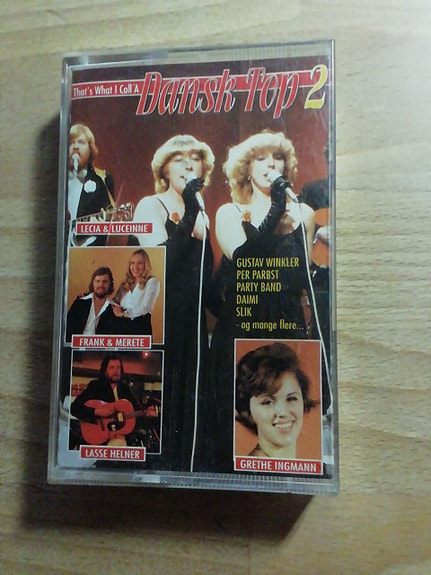 That's What I Call A
Dansk Top 2
LECIA & LUCEINNE
GUSTAV WINKLER
PER PARBST
PARTY BAND
DAIMI
SLIK
- og mange flere...
FRANK & MERETE
LASSE HELNER
GRETHE INGMANN